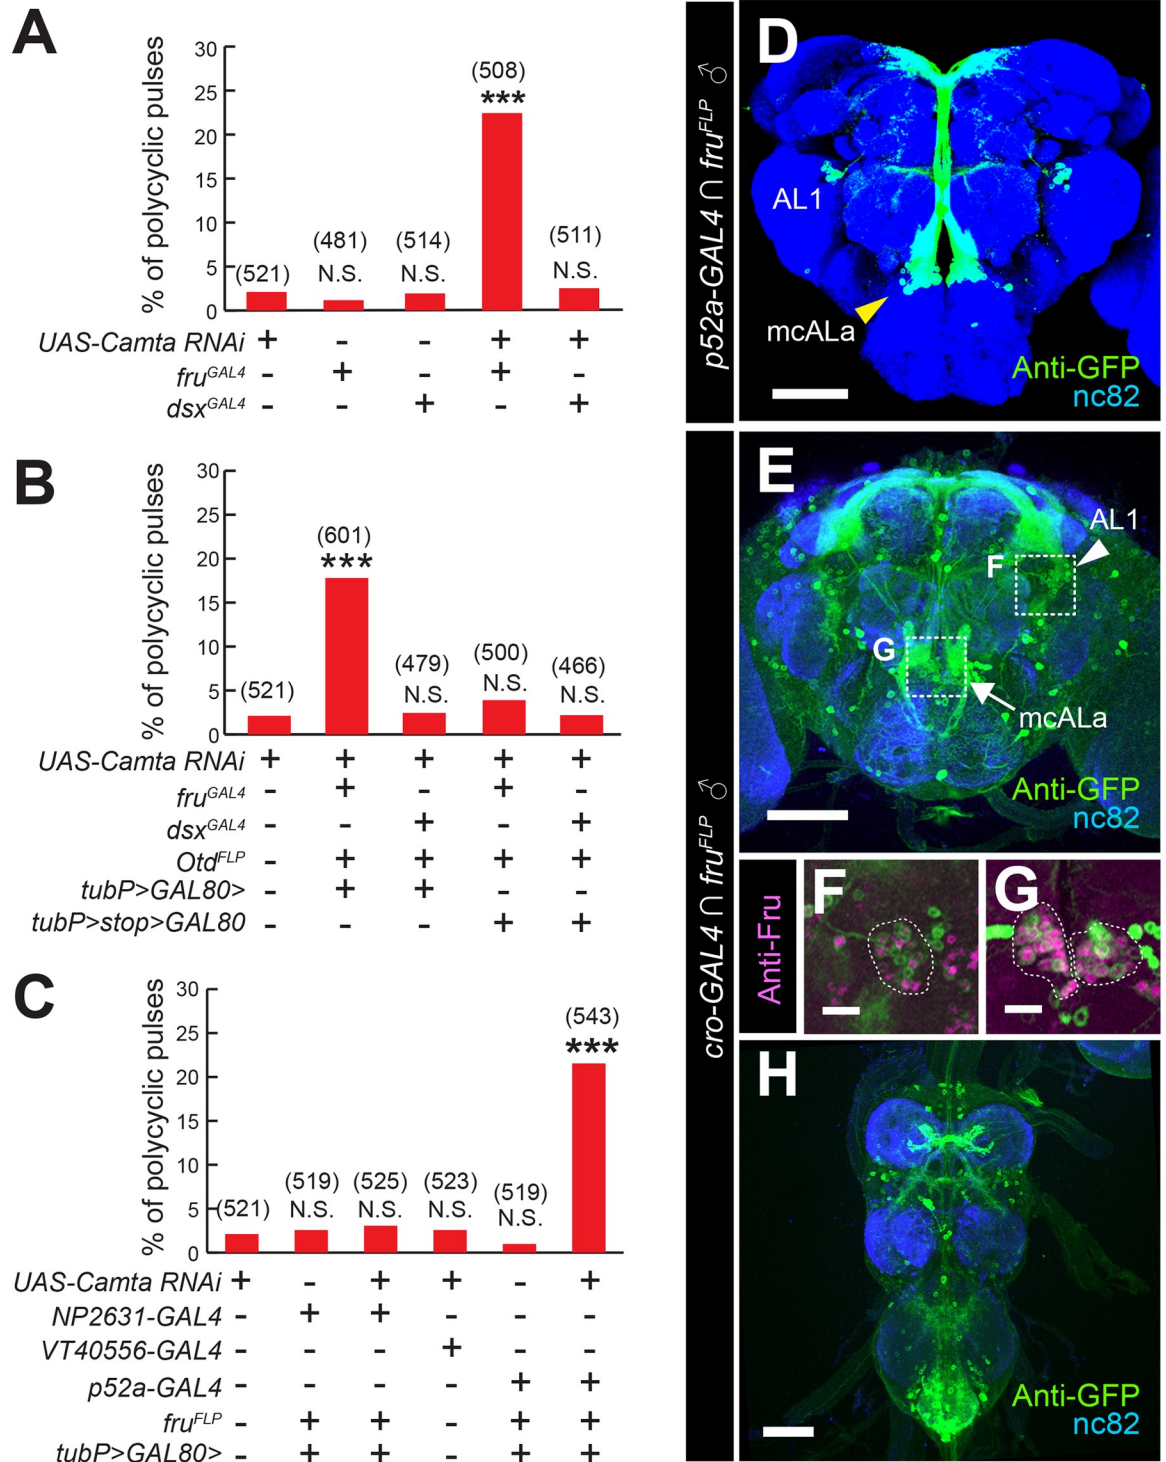 A
% of polycyclic pulses
30
25
20
15
10
5
0
(521)
(481)
N.S.
(514)
N.S.
(508)
***
(511)
N.S.
UAS-Camta RNAi + - - + +
fruGAL4 - + - + -
dsxGAL4 - - + - +
B
% of polycyclic pulses
30
25
20
15
10
5
0
(521)
(601)
***
(479)
N.S.
(500)
N.S.
(466)
N.S.
UAS-Camta RNAi + + + + +
fruGAL4 - + - + -
dsxGAL4 - - + - +
OtdFLP - + + + +
tubP>GAL80> - + + - -
tubP>stop>GAL80 - - - + +
C
% of polycyclic pulses
30
25
20
15
10
5
0
(521)
(519)
N.S.
(525)
N.S.
(523)
N.S.
(519)
N.S.
(543)
***
UAS-Camta RNAi + - + + - +
NP2631-GAL4 - + + - - -
VT40556-GAL4 - - - + - -
p52a-GAL4 - - - - + +
fruFLP - + + - + +
tubP>GAL80> - + + - + +
p52a-GAL4 ∩ fruFLP ♂
D
AL1
mcALa
Anti-GFP
nc82
cro-GAL4 ∩ fruFLP ♂
E
AL1
F
G
mcALa
Anti-GFP
nc82
Anti-Fru
F
G
H
Anti-GFP
nc82